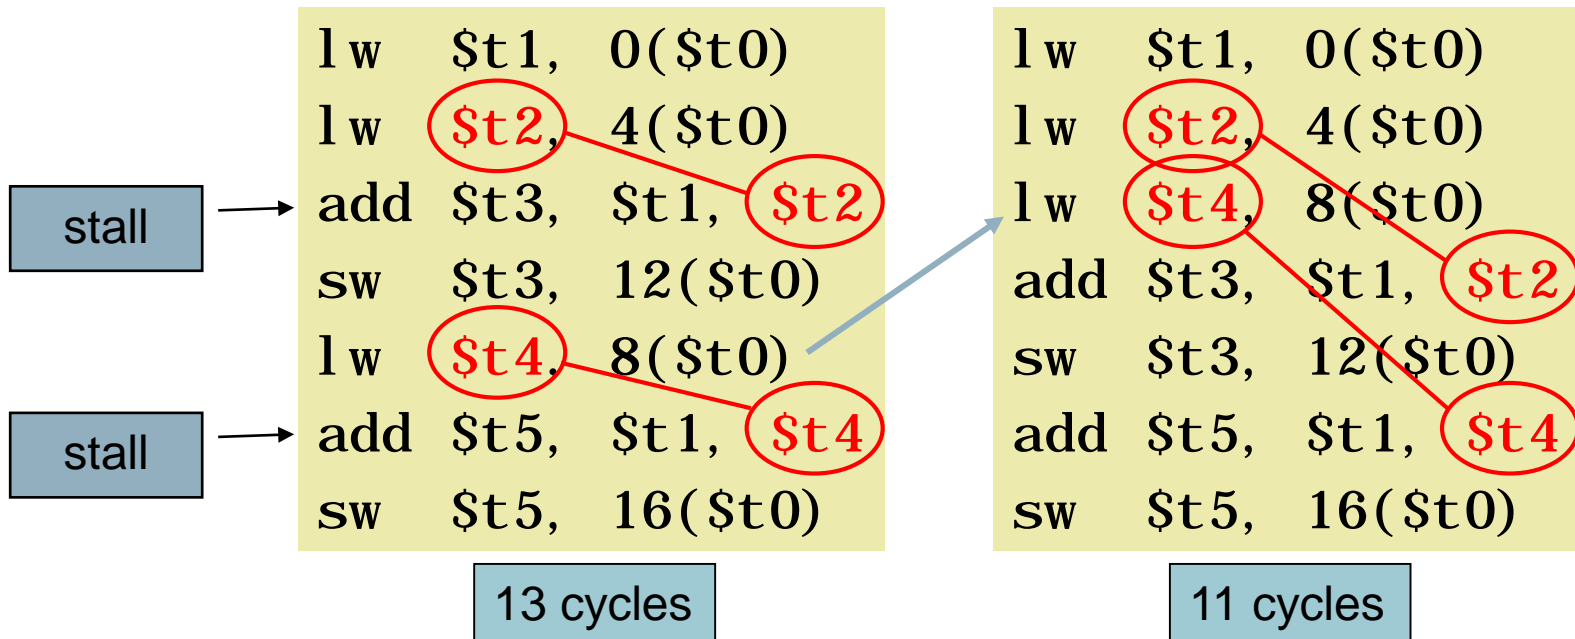 lw $t1, 0($t0)
lw $t2, 4($t0)
add $t3, $t1, $t2
sw $t3, 12($t0)
lw $t4, 8($t0)
add $t5, $t1, $t4
sw $t5, 16($t0)
stall
stall
13 cycles
lw $t1, 0($t0)
lw $t2, 4($t0)
lw $t4, 8($t0)
add $t3, $t1, $t2
sw $t3, 12($t0)
add $t5, $t1, $t4
sw $t5, 16($t0)
11 cycles